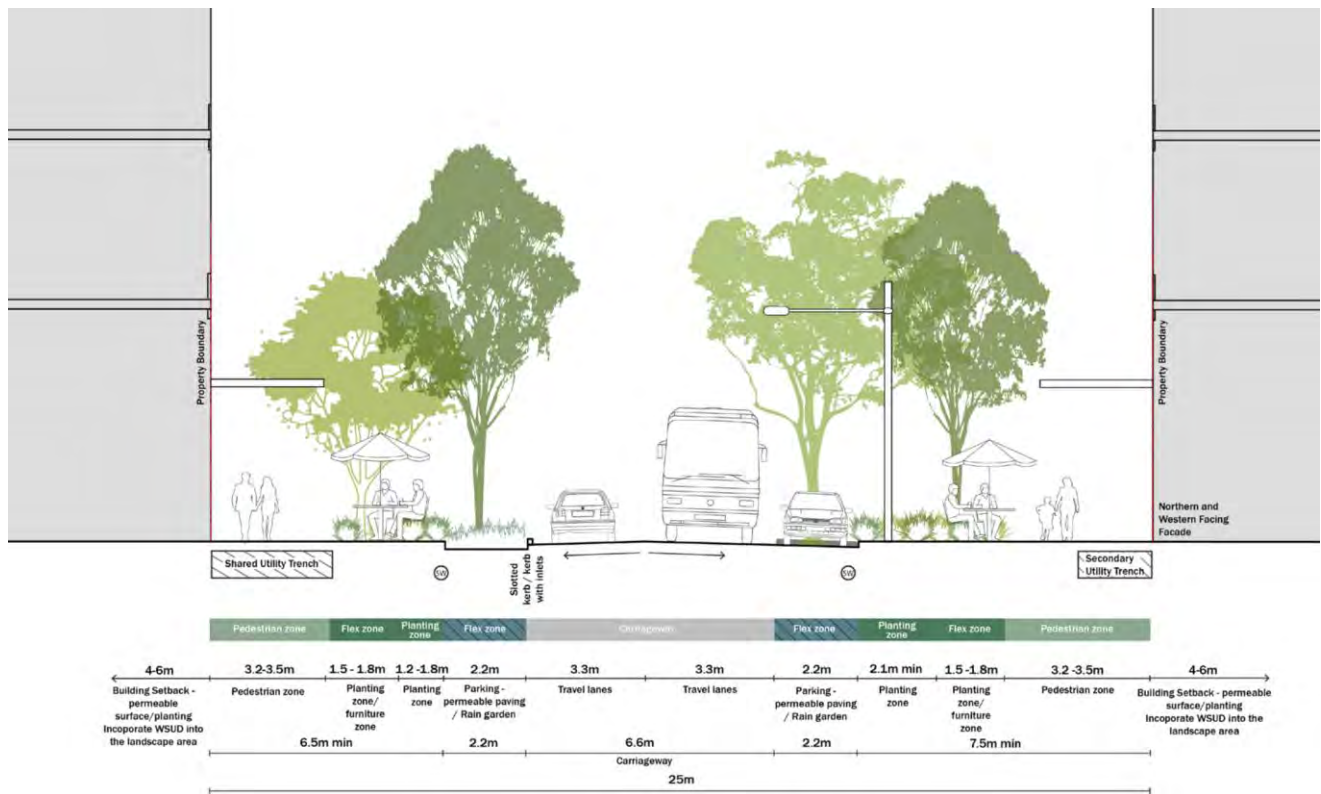 Property Boundary
Property Boundary
Northern and
Western Facing
Facade
Shared Utility Trench
SW
Slotted
kerb / kerb
with inlets
SW
Secondary
Utility Trench
Pedestrian zone
Flex zone
Planting
zone
Flex zone
Carriageway
Flex zone
Planting
zone
Flex zone
Pedestrian zone
4-6m
3.2-3.5m
1.5 - 1.8m
1.2 -1.8m
2.2m
3.3m
3.3m
2.2m
2.1m min
1.5 -1.8m
3.2 -3.5m
4-6m
Building Setback -
permeable
surface/planting
Incoporate WSUD into
the landscape area
Pedestrian zone
Planting
zone/
furniture
zone
Planting
zone
Parking -
permeable paving
/ Rain garden
Travel lanes
Travel lanes
Parking -
permeable paving
/ Rain garden
Planting
zone
Planting
zone/
furniture
zone
Pedestrian zone
Building Setback - permeable
surface/planting
Incoporate WSUD into the
landscape area
6.5m min
2.2m
6.6m
2.2m
7.5m min
Carriageway
25m